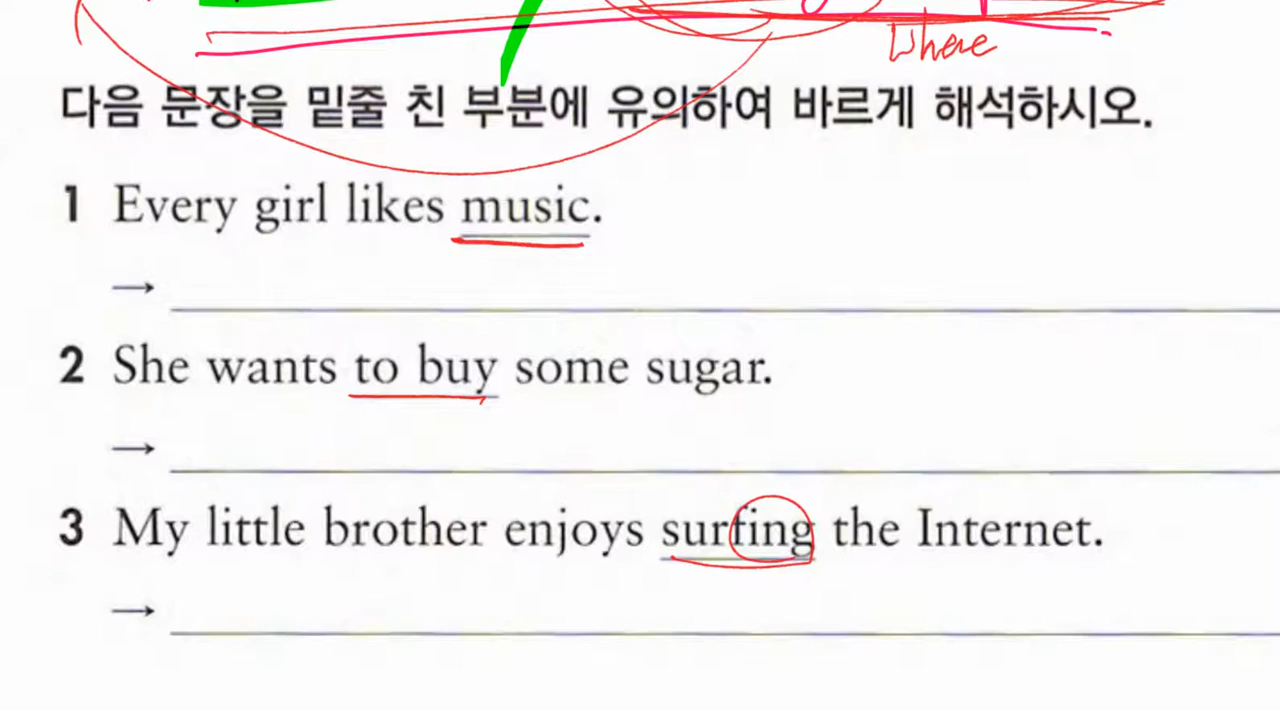 Where
다음 문장을 밑줄 친 부분에 유의하여 바르게 해석하시오.
1 Every girl likes music.
→
2 She wants to buy some sugar.
→
3 My little brother enjoys surfing the Internet.
→